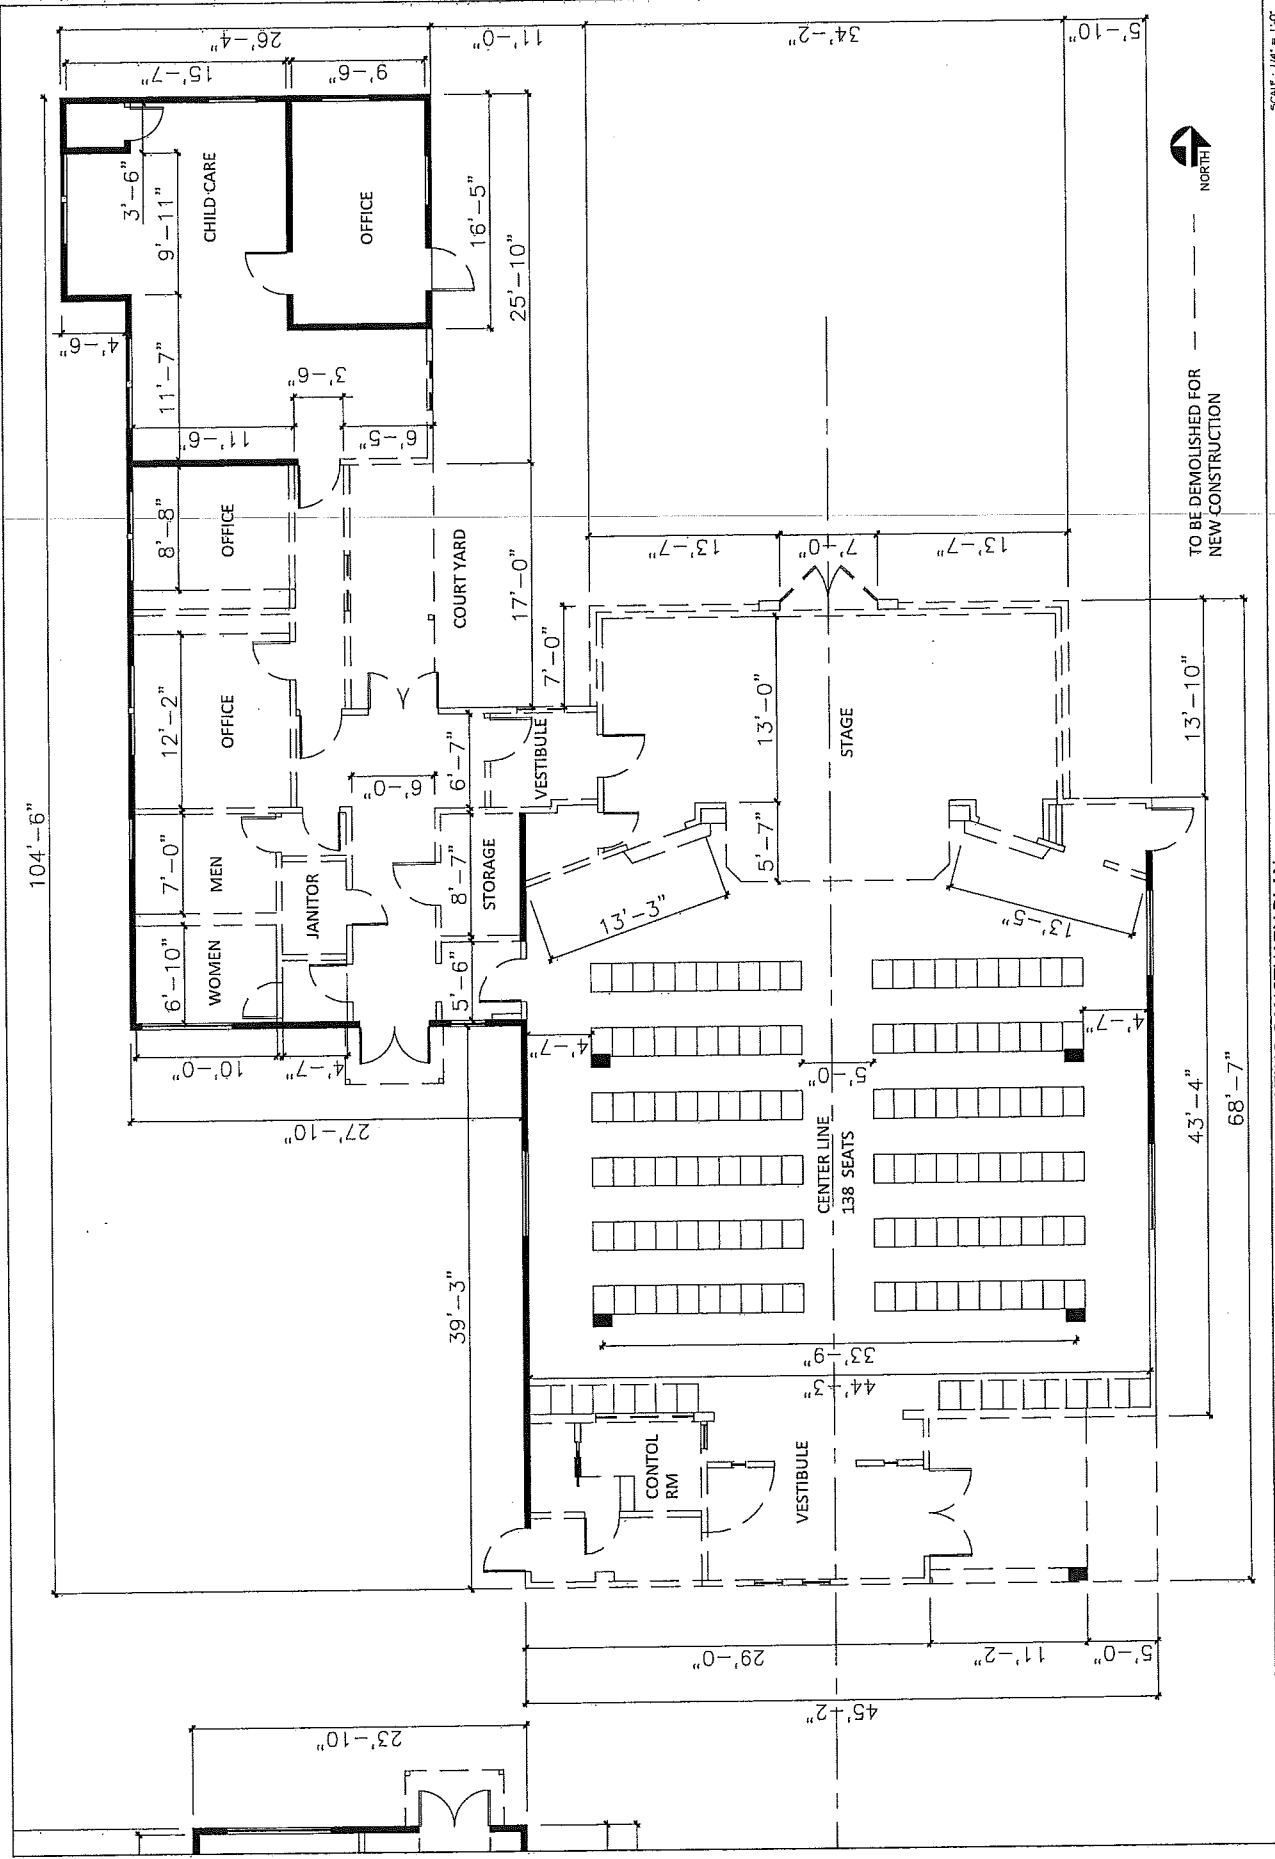 26'-4"
11'-0"
34'-2"
5'-10"
15'-7"
9'-6"
104'-6"
3'-6"
9'-11"
CHILD CARE
OFFICE
16'-5"
25'-10"
NORTH
4'-6"
11'-7"
3'-6"
11'-6"
6'-5"
TO BE DEMOLISHED FOR
NEW CONSTRUCTION
8'-8"
OFFICE
COURT YARD
17'-0"
13'-7"
7'-0"
13'-7"
12'-2"
OFFICE
6'-0"
6'-7"
VESTIBULE
7'-0"
13'-0"
STAGE
13'-10"
7'-0"
MEN
JANITOR
8'-7"
STORAGE
13'-3"
5'-7"
13'-5"
6'-10"
WOMEN
5'-6"
10'-0"
4'-7"
4'-7"
5'-0"
4'-7"
27'-10"
CENTER LINE
138 SEATS
43'-4"
68'-7"
39'-3"
33'-9"
44'-3"
CONTOL
RM
VESTIBULE
29'-0"
11'-2"
5'-0"
45'-2"
23'-10"